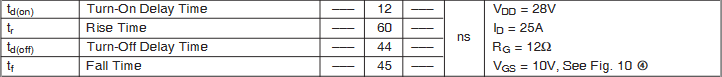 td(on) Turn-On Delay Time ––– 12 ––– VDD = 28V
tr Rise Time ––– 60 ––– ns ID = 25A
td(off) Turn-Off Delay Time ––– 44 ––– RG = 12Ω
tf Fall Time ––– 45 ––– VGS = 10V, See Fig. 10 ④